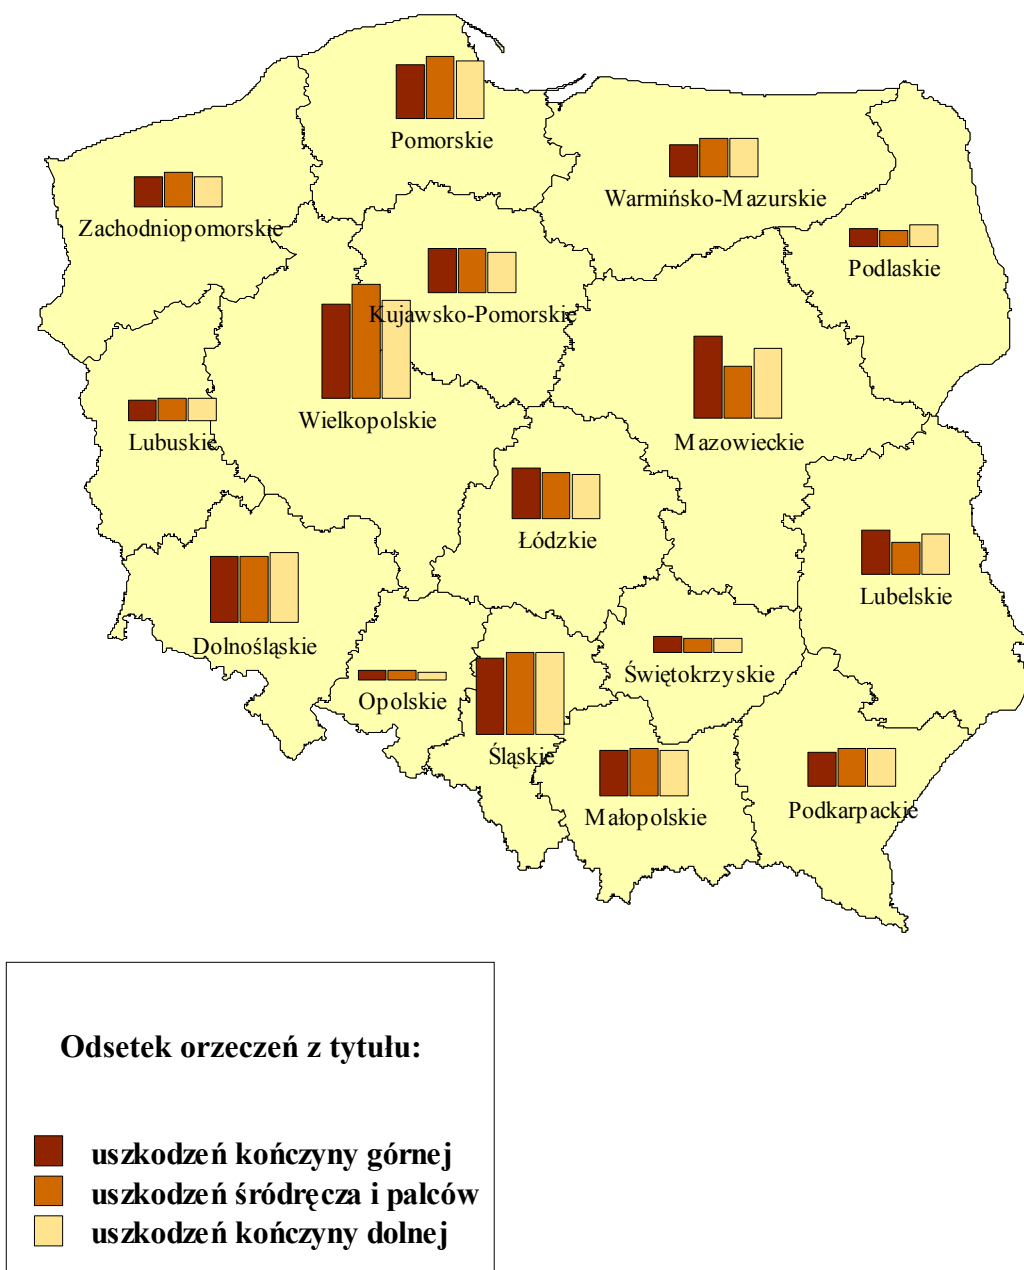 Pomorskie
Warmińsko-Mazurskie
Zachodniopomorskie
Podlaskie
Kujawsko-Pomorskie
Wielkopolskie
Mazowieckie
Lubuskie
Łódzkie
Lubelskie
Dolnośląskie
Świętokrzyskie
Opolskie
Śląskie
Małopolskie
Podkarpackie
Odsetek orzeczeń z tytułu:
uszkodzeń kończyny górnej
uszkodzeń śródręcza i palców
uszkodzeń kończyny dolnej